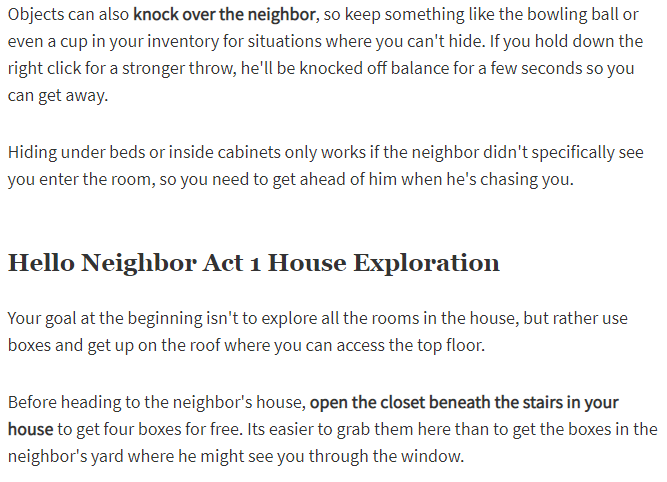 Objects can also knock over the neighbor, so keep something like the bowling ball or
even a cup in your inventory for situations where you can't hide. If you hold down the
right click for a stronger throw, he'll be knocked off balance for a few seconds so you
can get away.
Hiding under beds or inside cabinets only works if the neighbor didn't specifically see
you enter the room, so you need to get ahead of him when he's chasing you.
Hello Neighbor Act 1 House Exploration
Your goal at the beginning isn't to explore all the rooms in the house, but rather use
boxes and get up on the roof where you can access the top floor.
Before heading to the neighbor's house, open the closet beneath the stairs in your
house to get four boxes for free. Its easier to grab them here than to get the boxes in the
neighbor's yard where he might see you through the window.